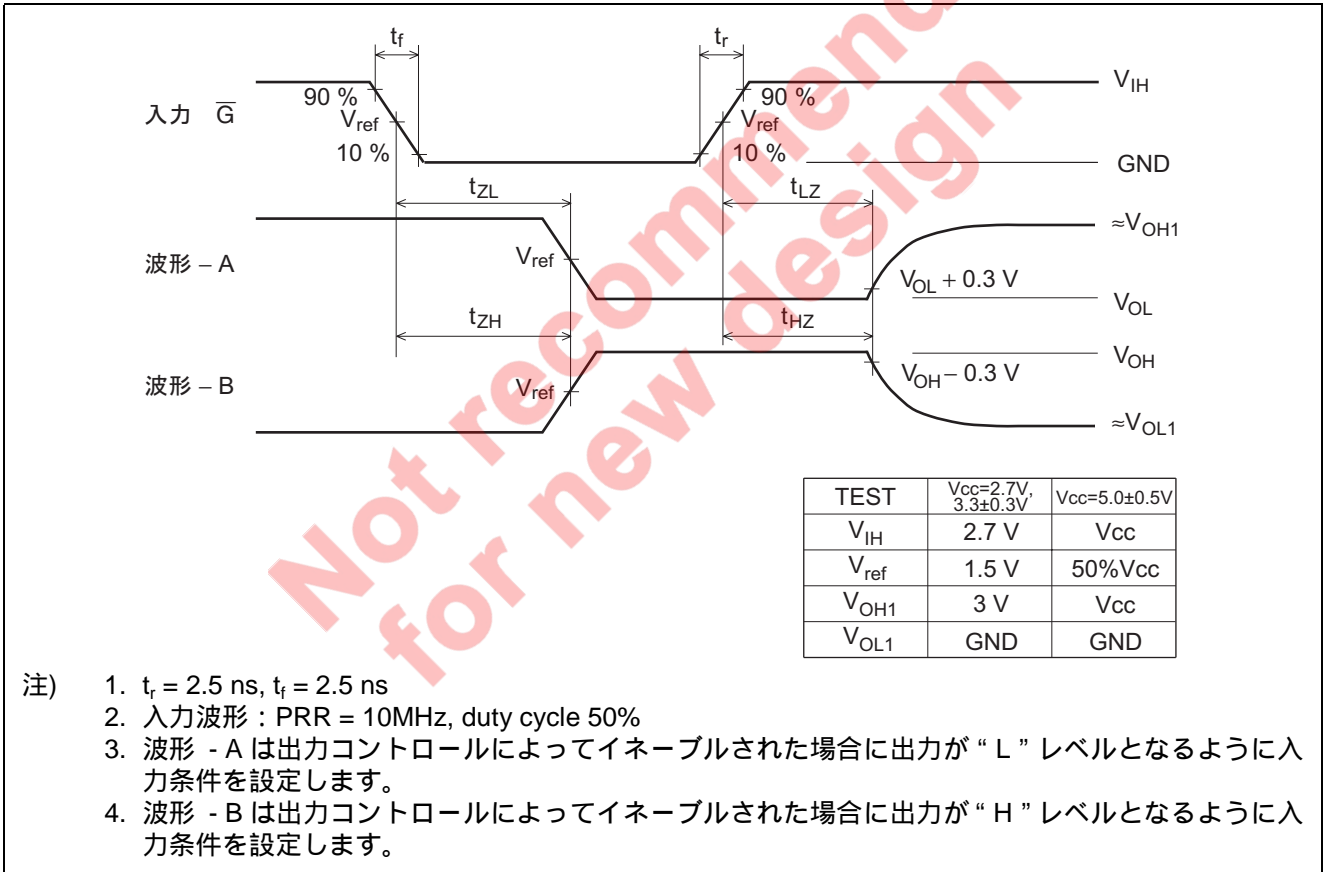 tf
tr
90 %
90 %
VIH
入力 G
Vref
Vref
10 %
10 %
GND
tZL
tLZ
≈VOH1
波形 – A
Vref
VOL + 0.3 V
VOL
tZH
tHZ
VOH
波形 – B
Vref
VOH – 0.3 V
≈VOL1
TEST Vcc=2.7V, 3.3±0.3V Vcc=5.0±0.5V
VIH 2.7 V Vcc
Vref 1.5 V 50%Vcc
VOH1 3 V Vcc
VOL1 GND GND
Not recommend
for new design
注) 1. tr = 2.5 ns, tf = 2.5 ns
2. 入力波形：PRR = 10MHz, duty cycle 50%
3. 波形 - A は出力コントロールによってイネーブルされた場合に出力が “ L ” レベルとなるように入
力条件を設定します。
4. 波形 - B は出力コントロールによってイネーブルされた場合に出力が “ H ” レベルとなるように入
力条件を設定します。